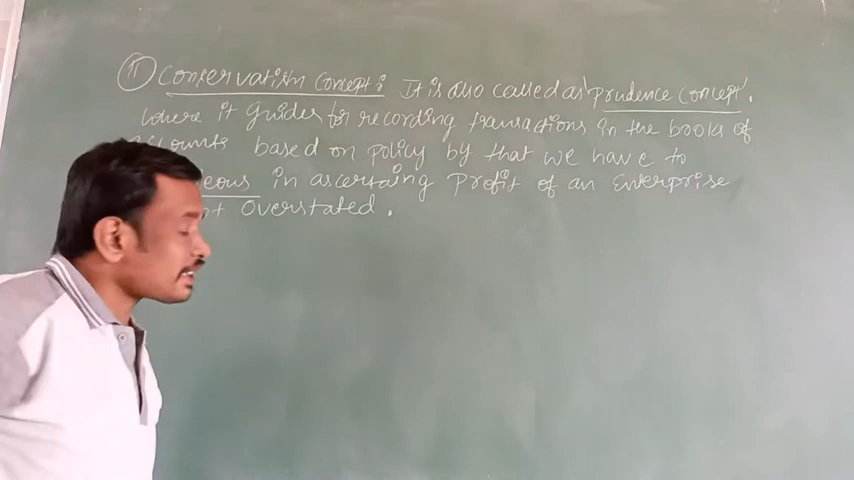 11 Conservatism Concept : It is also called as 'Prudence Concept'.
Where it guides for recording transactions in the books of
accounts based on policy by that we have to
in ascertaing Profit of an Enterprise
Overstated.